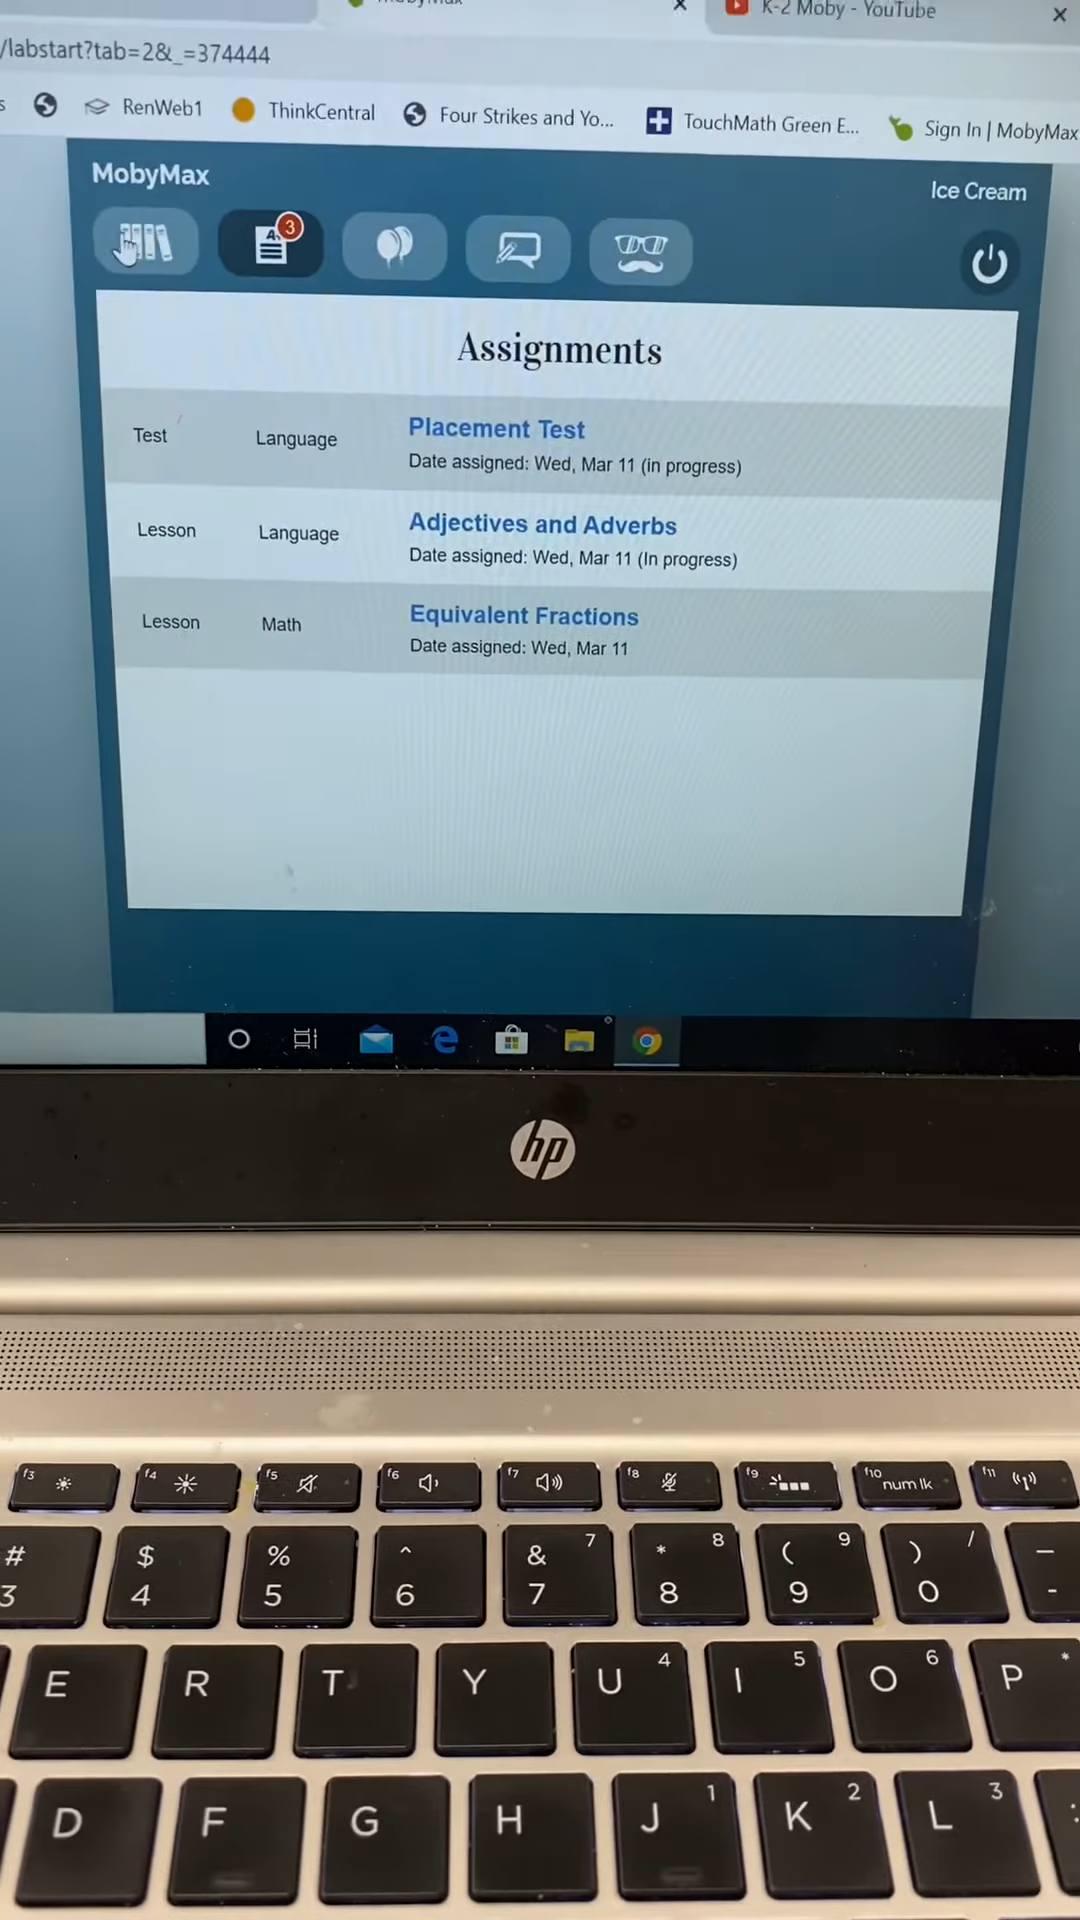 K-2 Moby - YouTube
/labstart?tab=2&_=374444
s RenWeb1 ThinkCentral Four Strikes and Yo... TouchMath Green E... Sign In | MobyMax
MobyMax
Ice Cream
3
Assignments
Test Language Placement Test
Date assigned: Wed, Mar 11 (in progress)
Lesson Language Adjectives and Adverbs
Date assigned: Wed, Mar 11 (In progress)
Lesson Math Equivalent Fractions
Date assigned: Wed, Mar 11
hp
f3 f4 f5 f6 f7 f8 f9 f10 num lk f11
# $ % ^ & 7 * 8 ( 9 ) / _
3 4 5 6 7 8 9 0 -
E R T Y U 4 I 5 O 6 P *
D F G H J 1 K 2 L 3 :